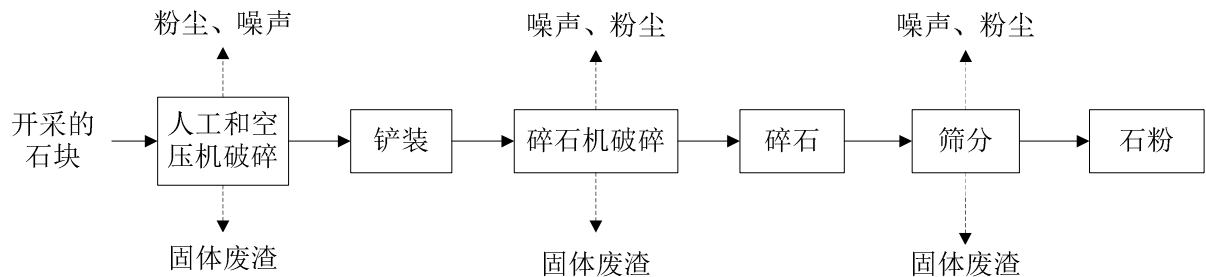 粉尘、噪声
噪声、粉尘
噪声、粉尘
开采的
石块
人工和空
压机破碎
铲装
碎石机破碎
碎石
筛分
石粉
固体废渣
固体废渣
固体废渣